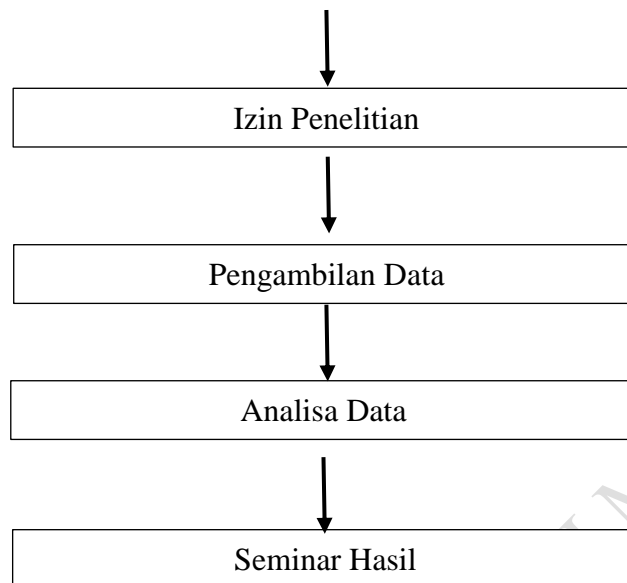 Izin Penelitian
Pengambilan Data
Analisa Data
Seminar Hasil